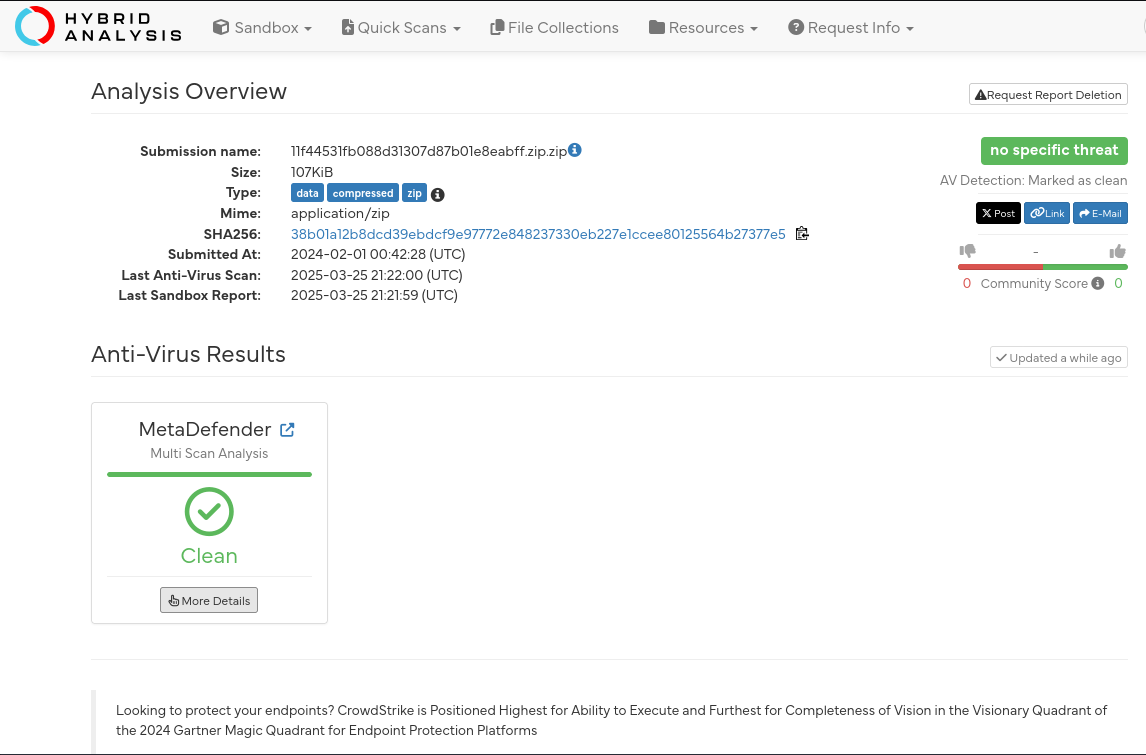 HYBRID
ANALYSIS
Sandbox
Quick Scans
File Collections
Resources
Request Info
Analysis Overview
Request Report Deletion
Submission name: 11f44531fb088d31307d87b01e8eabff.zip.zip
Size: 107KiB
Type: data compressed zip
Mime: application/zip
SHA256: 38b01a12b8dcd39ebdcf9e97772e848237330eb227e1ccee80125564b27377e5
Submitted At: 2024-02-01 00:42:28 (UTC)
Last Anti-Virus Scan: 2025-03-25 21:22:00 (UTC)
Last Sandbox Report: 2025-03-25 21:21:59 (UTC)
no specific threat
AV Detection: Marked as clean
X Post Link E-Mail
-
0 Community Score 0
Anti-Virus Results
Updated a while ago
MetaDefender
Multi Scan Analysis
Clean
More Details
Looking to protect your endpoints? CrowdStrike is Positioned Highest for Ability to Execute and Furthest for Completeness of Vision in the Visionary Quadrant of
the 2024 Gartner Magic Quadrant for Endpoint Protection Platforms